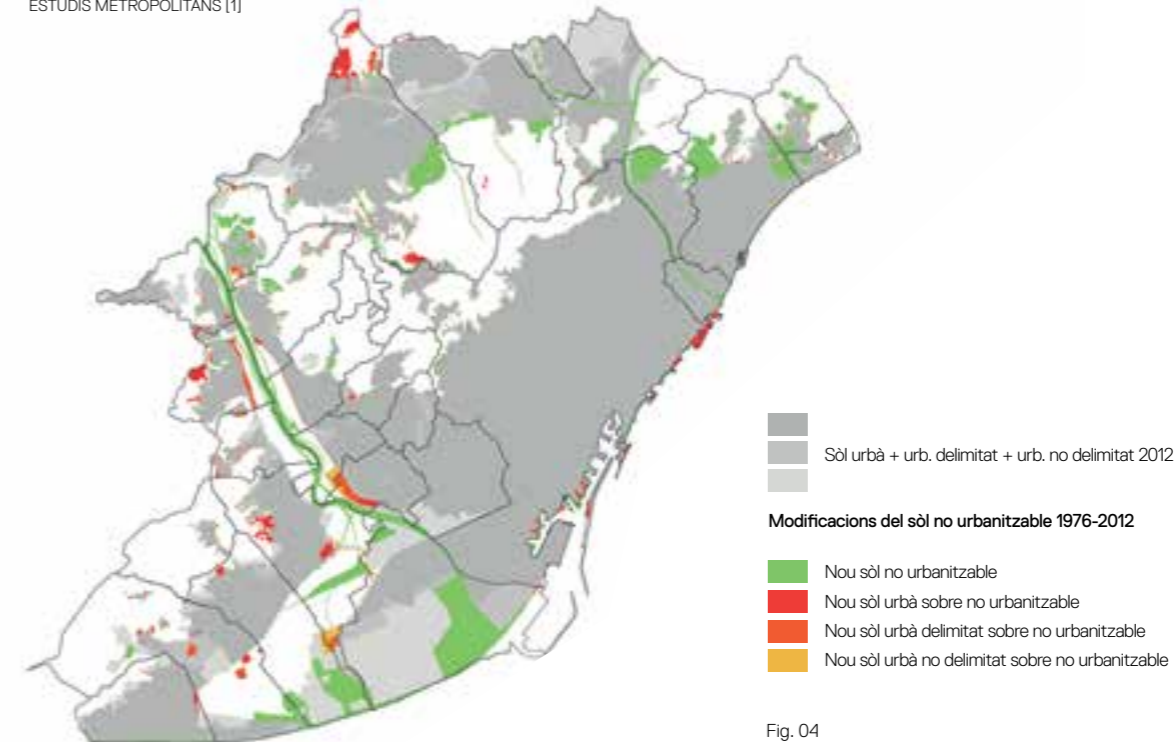 ESTUDIS METROPOLITANS [1]
Sòl urbà + urb. delimitat + urb. no delimitat 2012
Modificacions del sòl no urbanitzable 1976-2012
Nou sòl no urbanitzable
Nou sòl urbà sobre no urbanitzable
Nou sòl urbà delimitat sobre no urbanitzable
Nou sòl urbà no delimitat sobre no urbanitzable
Fig. 04